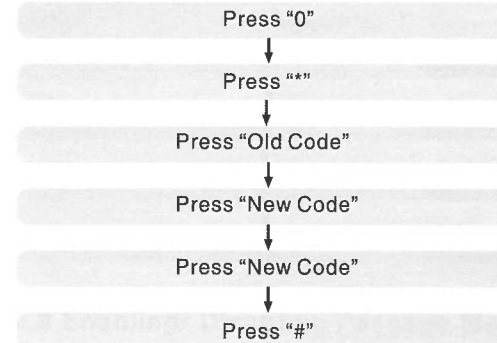 Press “0”
Press “*”
Press “Old Code”
Press “New Code”
Press “New Code”
Press “#”